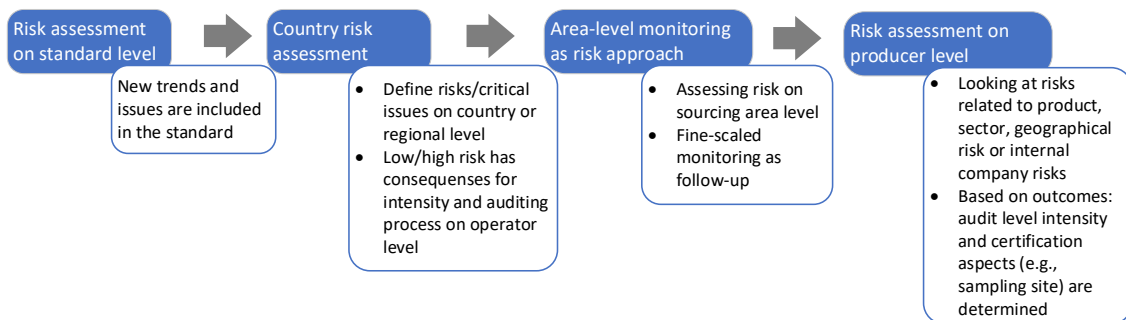 Risk assessment
on standard level
New trends and
issues are included
in the standard
Country risk
assessment
• Define risks/critical
issues on country or
regional level
• Low/high risk has
consequences for
intensity and auditing
process on operator
level
Area-level monitoring
as risk approach
• Assessing risk on
sourcing area level
• Fine-scaled
monitoring as
follow-up
Risk assessment on
producer level
• Looking at risks
related to product,
sector, geographical
risk or internal
company risks
• Based on outcomes:
audit level intensity
and certification
aspects (e.g.,
sampling site) are
determined